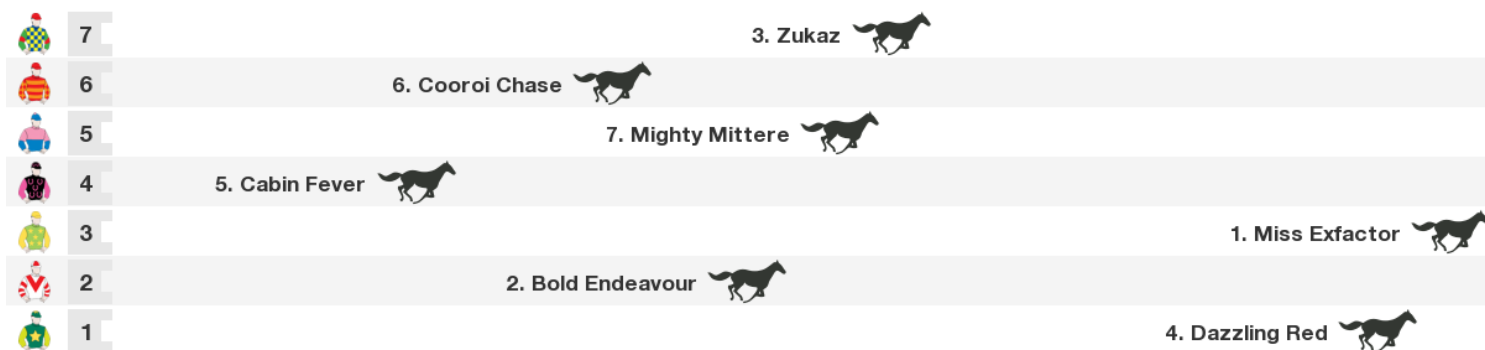 7 3. Zukaz
6 6. Cooroi Chase
5 7. Mighty Mittere
4 5. Cabin Fever
3 1. Miss Exfactor
2 2. Bold Endeavour
1 4. Dazzling Red